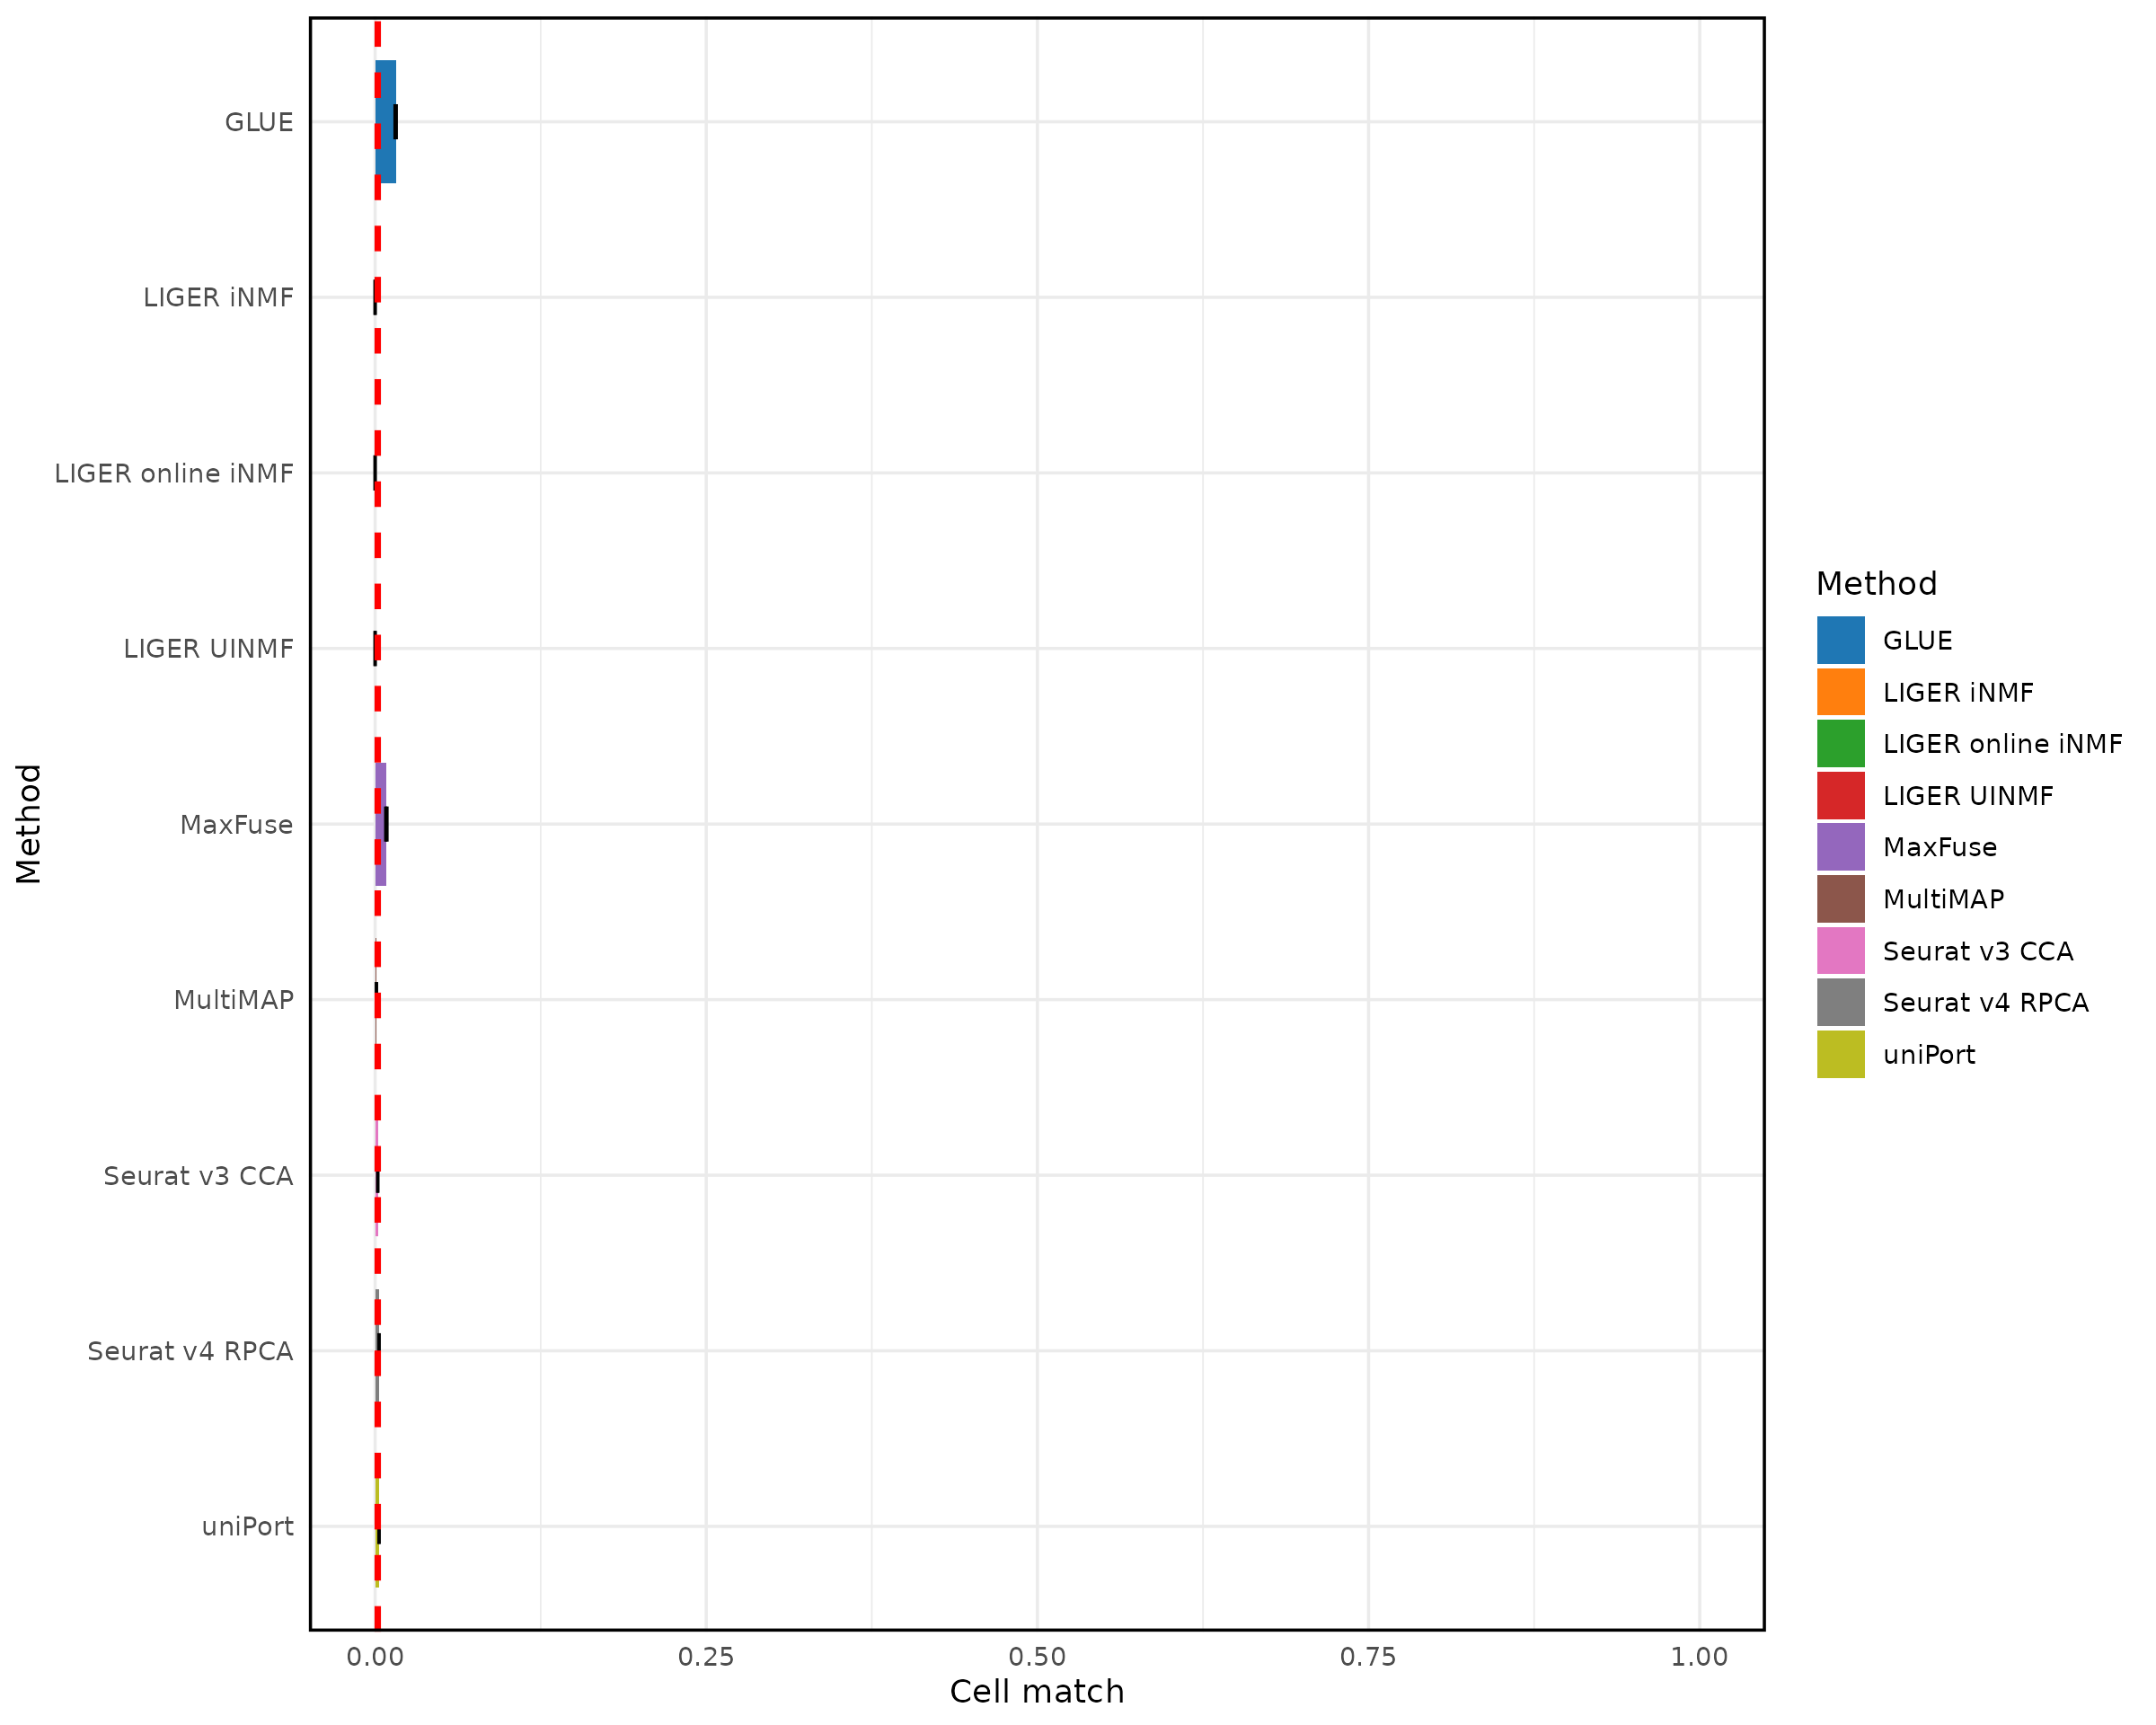 GLUE
LIGER iNMF
LIGER online iNMF
LIGER UINMF
MaxFuse
MultiMAP
Seurat v3 CCA
Seurat v4 RPCA
uniPort
Method
0.00 0.25 0.50 0.75 1.00
Cell match
Method
GLUE
LIGER iNMF
LIGER online iNMF
LIGER UINMF
MaxFuse
MultiMAP
Seurat v3 CCA
Seurat v4 RPCA
uniPort